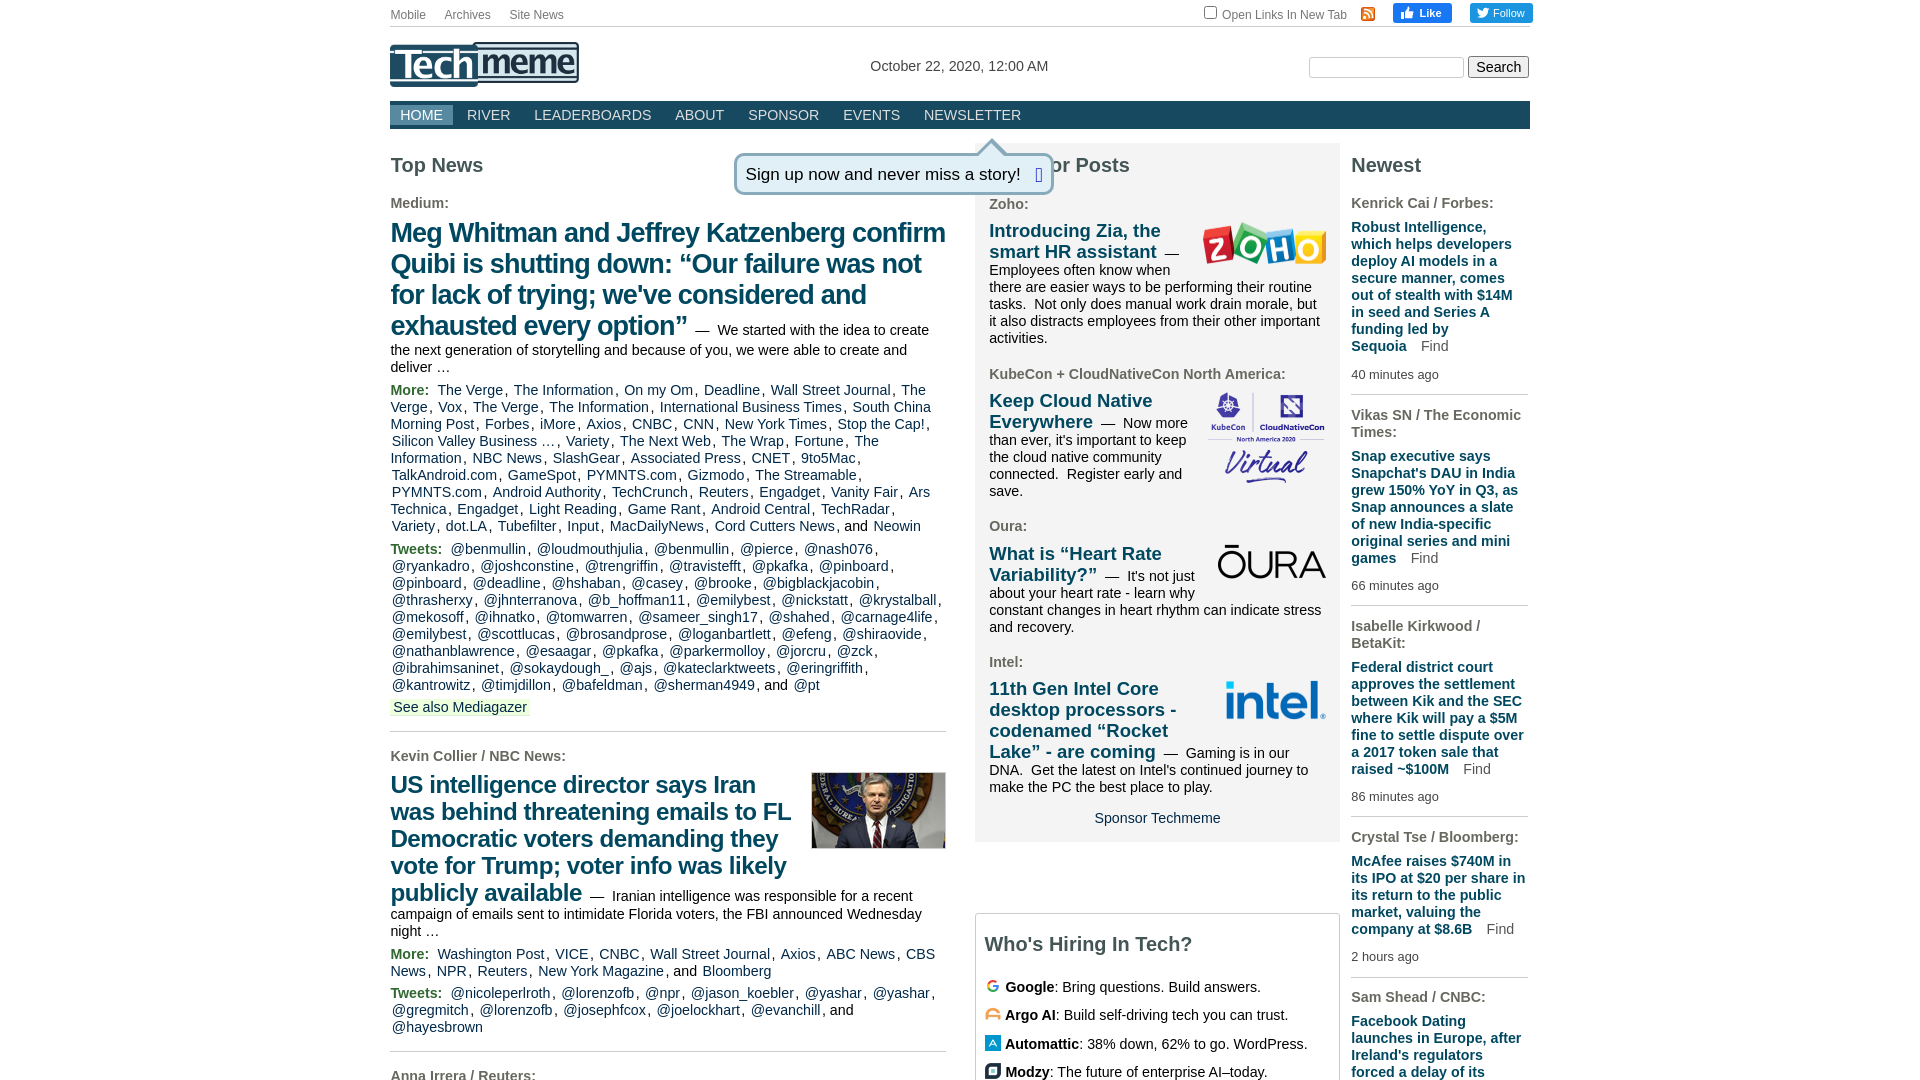 Mobile Archives Site News
Open Links In New Tab
Like
Follow
Techmeme
October 22, 2020, 12:00 AM
Search
HOME RIVER LEADERBOARDS ABOUT SPONSOR EVENTS NEWSLETTER
Sign up now and never miss a story!
Top News
Medium:
Meg Whitman and Jeffrey Katzenberg confirm
Quibi is shutting down: “Our failure was not
for lack of trying; we've considered and
exhausted every option” — We started with the idea to create
the next generation of storytelling and because of you, we were able to create and
deliver …
More: The Verge, The Information, On my Om, Deadline, Wall Street Journal, The
Verge, Vox, The Verge, The Information, International Business Times, South China
Morning Post, Forbes, iMore, Axios, CNBC, CNN, New York Times, Stop the Cap!,
Silicon Valley Business …, Variety, The Next Web, The Wrap, Fortune, The
Information, NBC News, SlashGear, Associated Press, CNET, 9to5Mac,
TalkAndroid.com, GameSpot, PYMNTS.com, Gizmodo, The Streamable,
PYMNTS.com, Android Authority, TechCrunch, Reuters, Engadget, Vanity Fair, Ars
Technica, Engadget, Light Reading, Game Rant, Android Central, TechRadar,
Variety, dot.LA, Tubefilter, Input, MacDailyNews, Cord Cutters News, and Neowin
Tweets: @benmullin, @loudmouthjulia, @benmullin, @pierce, @nash076,
@ryankadro, @joshconstine, @trengriffin, @travistefft, @pkafka, @pinboard,
@pinboard, @deadline, @hshaban, @casey, @brooke, @bigblackjacobin,
@thrasherxy, @jhnterranova, @b_hoffman11, @emilybest, @nickstatt, @krystalball,
@mekosoff, @ihnatko, @tomwarren, @sameer_singh17, @shahed, @carnage4life,
@emilybest, @scottlucas, @brosandprose, @loganbartlett, @efeng, @shiraovide,
@nathanblawrence, @esaagar, @pkafka, @parkermolloy, @jorcru, @zck,
@ibrahimsaninet, @sokaydough_, @ajs, @kateclarktweets, @eringriffith,
@kantrowitz, @timjdillon, @bafeldman, @sherman4949, and @pt
See also Mediagazer
Kevin Collier / NBC News:
US intelligence director says Iran
was behind threatening emails to FL
Democratic voters demanding they
vote for Trump; voter info was likely
publicly available — Iranian intelligence was responsible for a recent
campaign of emails sent to intimidate Florida voters, the FBI announced Wednesday
night …
More: Washington Post, VICE, CNBC, Wall Street Journal, Axios, ABC News, CBS
News, NPR, Reuters, New York Magazine, and Bloomberg
Tweets: @nicoleperlroth, @lorenzofb, @npr, @jason_koebler, @yashar, @yashar,
@gregmitch, @lorenzofb, @josephfcox, @joelockhart, @evanchill, and
@hayesbrown
Anna Irrera / Reuters:
or Posts
Zoho:
Introducing Zia, the
smart HR assistant —
Employees often know when
there are easier ways to be performing their routine
tasks. Not only does manual work drain morale, but
it also distracts employees from their other important
activities.
ZOHO
KubeCon + CloudNativeCon North America:
Keep Cloud Native
Everywhere — Now more
than ever, it's important to keep
the cloud native community
connected. Register early and
save.
KubeCon CloudNativeCon
North America 2020
Virtual
Oura:
What is “Heart Rate
Variability?” — It's not just
about your heart rate - learn why
constant changes in heart rhythm can indicate stress
and recovery.
ŌURA
Intel:
11th Gen Intel Core
desktop processors -
codenamed “Rocket
Lake” - are coming — Gaming is in our
DNA. Get the latest on Intel's continued journey to
make the PC the best place to play.
intel
Sponsor Techmeme
Who's Hiring In Tech?
Google: Bring questions. Build answers.
Argo AI: Build self-driving tech you can trust.
Automattic: 38% down, 62% to go. WordPress.
Modzy: The future of enterprise AI–today.
Newest
Kenrick Cai / Forbes:
Robust Intelligence,
which helps developers
deploy AI models in a
secure manner, comes
out of stealth with $14M
in seed and Series A
funding led by
Sequoia Find
40 minutes ago
Vikas SN / The Economic
Times:
Snap executive says
Snapchat's DAU in India
grew 150% YoY in Q3, as
Snap announces a slate
of new India-specific
original series and mini
games Find
66 minutes ago
Isabelle Kirkwood /
BetaKit:
Federal district court
approves the settlement
between Kik and the SEC
where Kik will pay a $5M
fine to settle dispute over
a 2017 token sale that
raised ~$100M Find
86 minutes ago
Crystal Tse / Bloomberg:
McAfee raises $740M in
its IPO at $20 per share in
its return to the public
market, valuing the
company at $8.6B Find
2 hours ago
Sam Shead / CNBC:
Facebook Dating
launches in Europe, after
Ireland's regulators
forced a delay of its